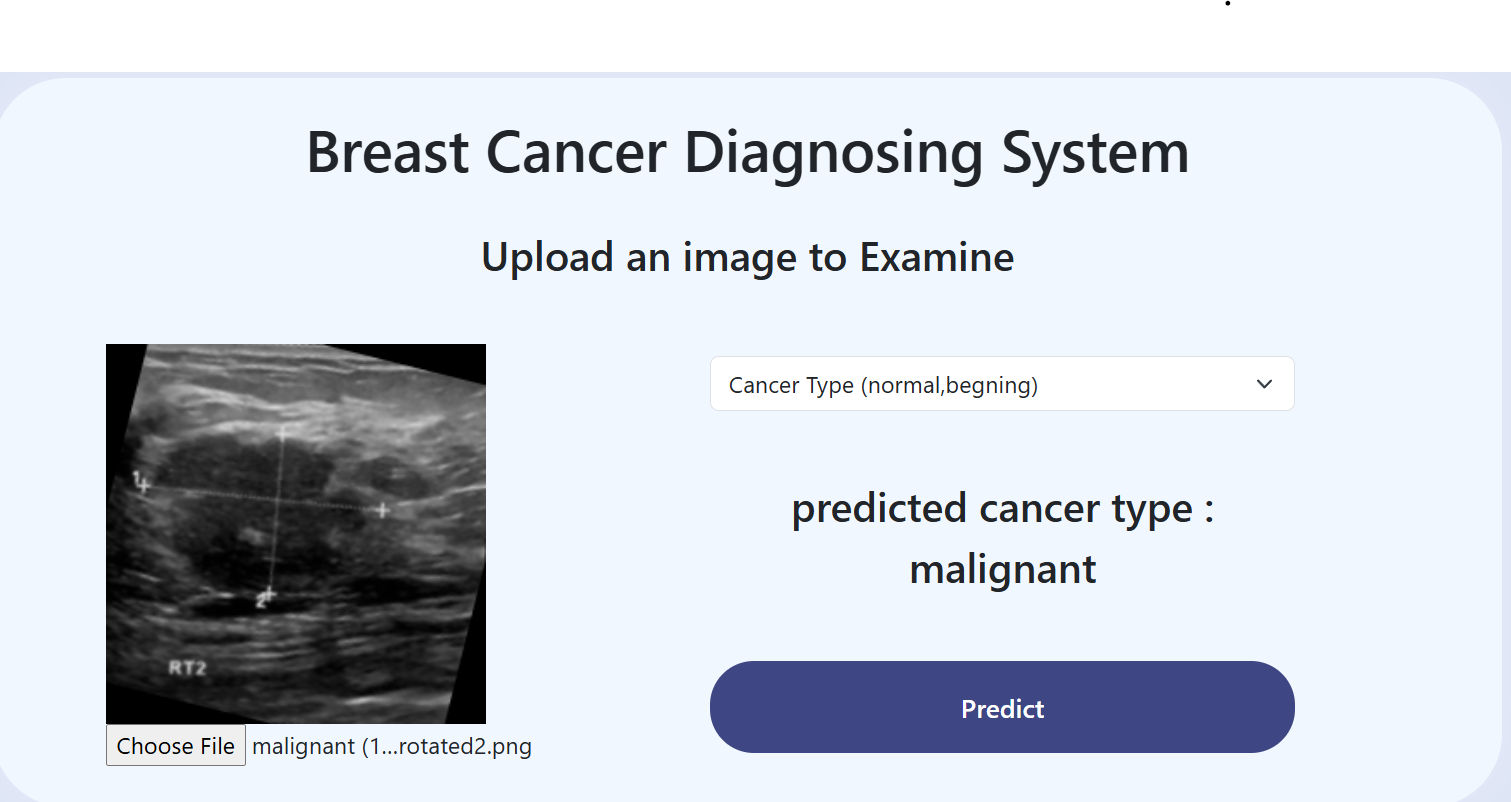 Breast Cancer Diagnosing System
Upload an image to Examine
Cancer Type (normal,begning)
1
2
RT2
predicted cancer type :
malignant
Choose File malignant (1...rotated2.png
Predict